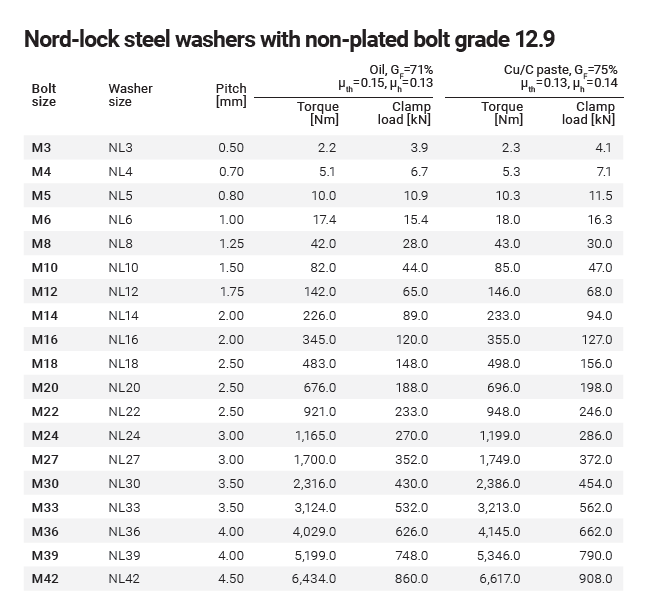 Nord-lock steel washers with non-plated bolt grade 12.9
Oil, GF=71% Cu/C paste, GF=75%
Bolt Washer Pitch μth=0.15, μh=0.13 μth=0.13, μh=0.14
size size [mm] Torque Clamp Torque Clamp
[Nm] load [kN] [Nm] load [kN]
M3 NL3 0.50 2.2 3.9 2.3 4.1
M4 NL4 0.70 5.1 6.7 5.3 7.1
M5 NL5 0.80 10.0 10.9 10.3 11.5
M6 NL6 1.00 17.4 15.4 18.0 16.3
M8 NL8 1.25 42.0 28.0 43.0 30.0
M10 NL10 1.50 82.0 44.0 85.0 47.0
M12 NL12 1.75 142.0 65.0 146.0 68.0
M14 NL14 2.00 226.0 89.0 233.0 94.0
M16 NL16 2.00 345.0 120.0 355.0 127.0
M18 NL18 2.50 483.0 148.0 498.0 156.0
M20 NL20 2.50 676.0 188.0 696.0 198.0
M22 NL22 2.50 921.0 233.0 948.0 246.0
M24 NL24 3.00 1,165.0 270.0 1,199.0 286.0
M27 NL27 3.00 1,700.0 352.0 1,749.0 372.0
M30 NL30 3.50 2,316.0 430.0 2,386.0 454.0
M33 NL33 3.50 3,124.0 532.0 3,213.0 562.0
M36 NL36 4.00 4,029.0 626.0 4,145.0 662.0
M39 NL39 4.00 5,199.0 748.0 5,346.0 790.0
M42 NL42 4.50 6,434.0 860.0 6,617.0 908.0